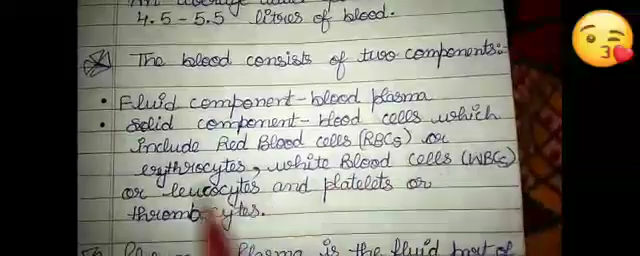 4.5-5.5 litres of blood.
The blood consists of two components:-
• Fluid component-blood plasma
• Solid component-blood cells which
include Red Blood cells (RBCs) or
erythrocytes, white Blood cells (WBCs)
or leucocytes and platelets or
thrombocytes.
Plasma is the fluid part of